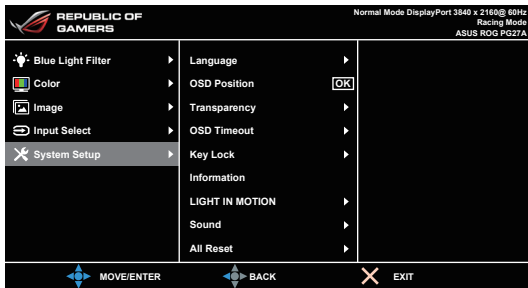 REPUBLIC OF
GAMERS
Normal Mode DisplayPort 3840 x 2160@ 60Hz
Racing Mode
ASUS ROG PG27A
Blue Light Filter
Color
Image
Input Select
System Setup
Language
OSD Position OK
Transparency
OSD Timeout
Key Lock
Information
LIGHT IN MOTION
Sound
All Reset
MOVE/ENTER
BACK
EXIT